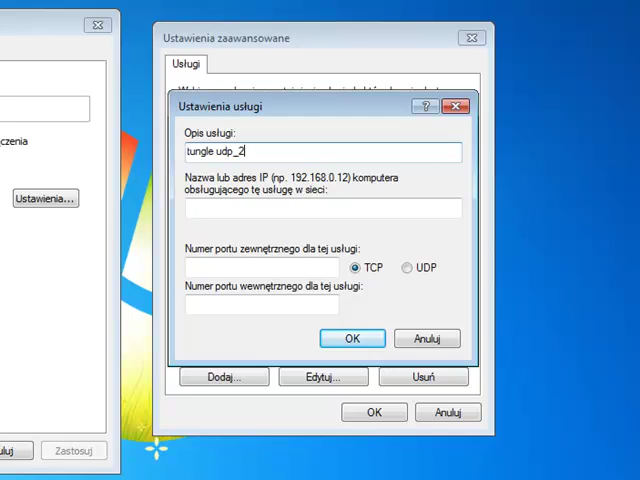 Ustawienia zaawansowane
Usługi
Ustawienia usługi
Opis usługi:
tungle udp_2
Nazwa lub adres IP (np. 192.168.0.12) komputera
obsługującego tę usługę w sieci:
Numer portu zewnętrznego dla tej usługi:
TCP
UDP
Numer portu wewnętrznego dla tej usługi:
OK
Anuluj
Dodaj...
Edytuj...
Usuń
OK
Anuluj
Ustawienia...
Zastosuj